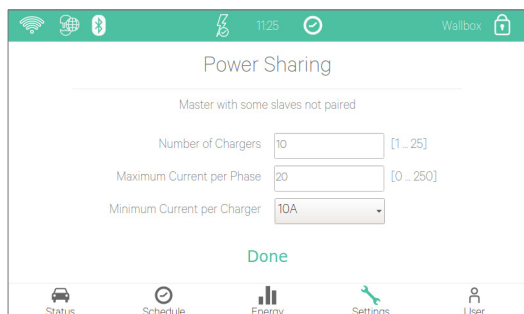 11:25 Wallbox
Power Sharing
Master with some slaves not paired
Number of Chargers 10 [1 ... 25]
Maximum Current per Phase 20 [0 ... 250]
Minimum Current per Charger 10A
Done
Status Schedule Energy Settings User